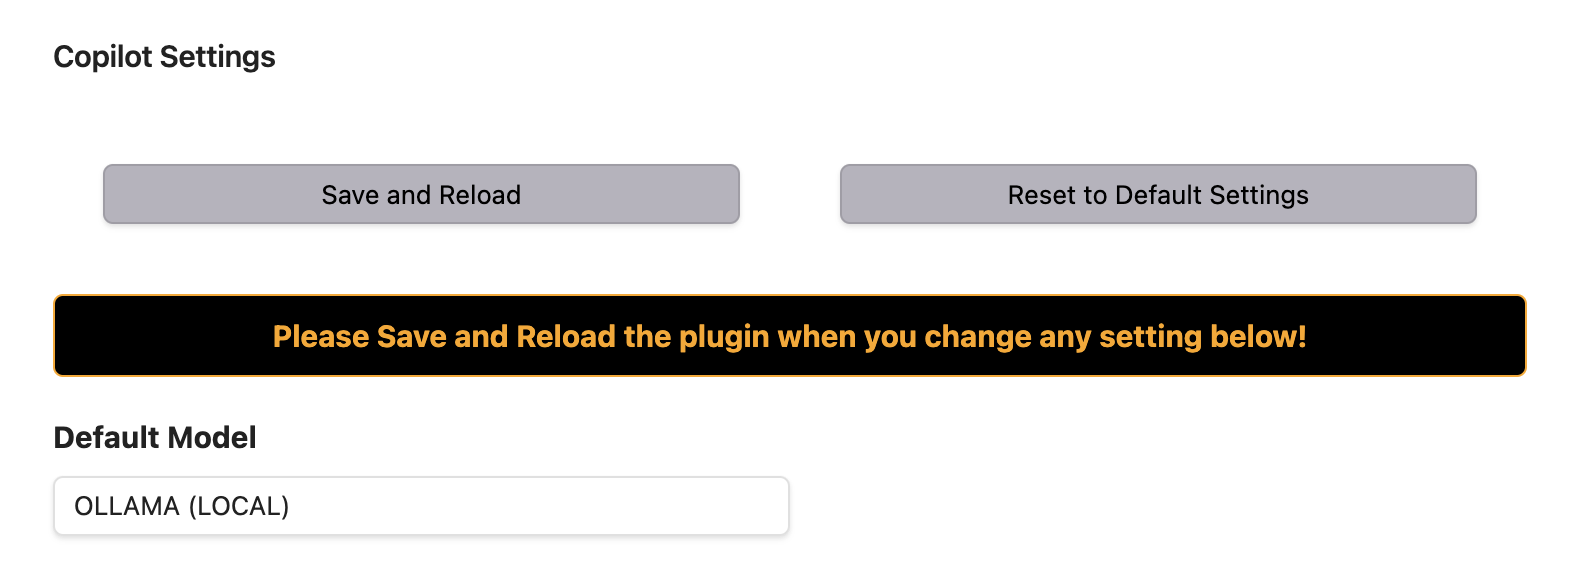 Copilot Settings
Save and Reload
Reset to Default Settings
Please Save and Reload the plugin when you change any setting below!
Default Model
OLLAMA (LOCAL)